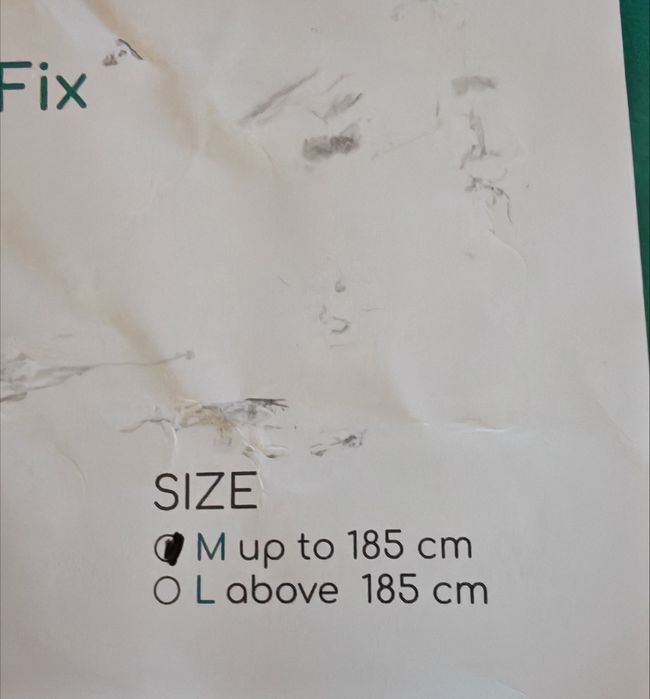 Fix
SIZE
M up to 185 cm
L above 185 cm